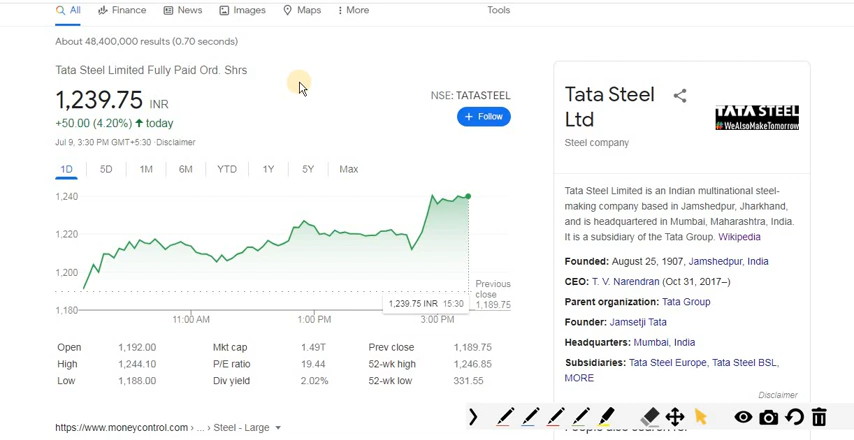 All Finance News Images Maps More Tools
About 48,400,000 results (0.70 seconds)
Tata Steel Limited Fully Paid Ord. Shrs
1,239.75 INR
+50.00 (4.20%) today
Jul 9, 3:30 PM GMT+5:30 · Disclaimer
NSE: TATASTEEL
+ Follow
1D 5D 1M 6M YTD 1Y 5Y Max
1,240
1,220
1,200
1,180
Previous
close
1,189.75
1,239.75 INR 15:30
11:00 AM 1:00 PM 3:00 PM
Open 1,192.00 Mkt cap 1.49T Prev close 1,189.75
High 1,244.10 P/E ratio 19.44 52-wk high 1,246.85
Low 1,188.00 Div yield 2.02% 52-wk low 331.55
https://www.moneycontrol.com › ... › Steel - Large
Tata Steel
Ltd
Steel company
TATA STEEL
#WeAlsoMakeTomorrow
Tata Steel Limited is an Indian multinational steel-
making company based in Jamshedpur, Jharkhand,
and is headquartered in Mumbai, Maharashtra, India.
It is a subsidiary of the Tata Group. Wikipedia
Founded: August 25, 1907, Jamshedpur, India
CEO: T. V. Narendran (Oct 31, 2017–)
Parent organization: Tata Group
Founder: Jamsetji Tata
Headquarters: Mumbai, India
Subsidiaries: Tata Steel Europe, Tata Steel BSL,
MORE
Disclaimer